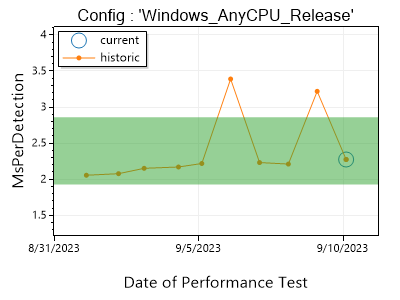 Config : 'Windows_AnyCPU_Release'
current
historic
MsPerDetection
4
3.5
3
2.5
2
1.5
8/31/2023 9/5/2023 9/10/2023
Date of Performance Test